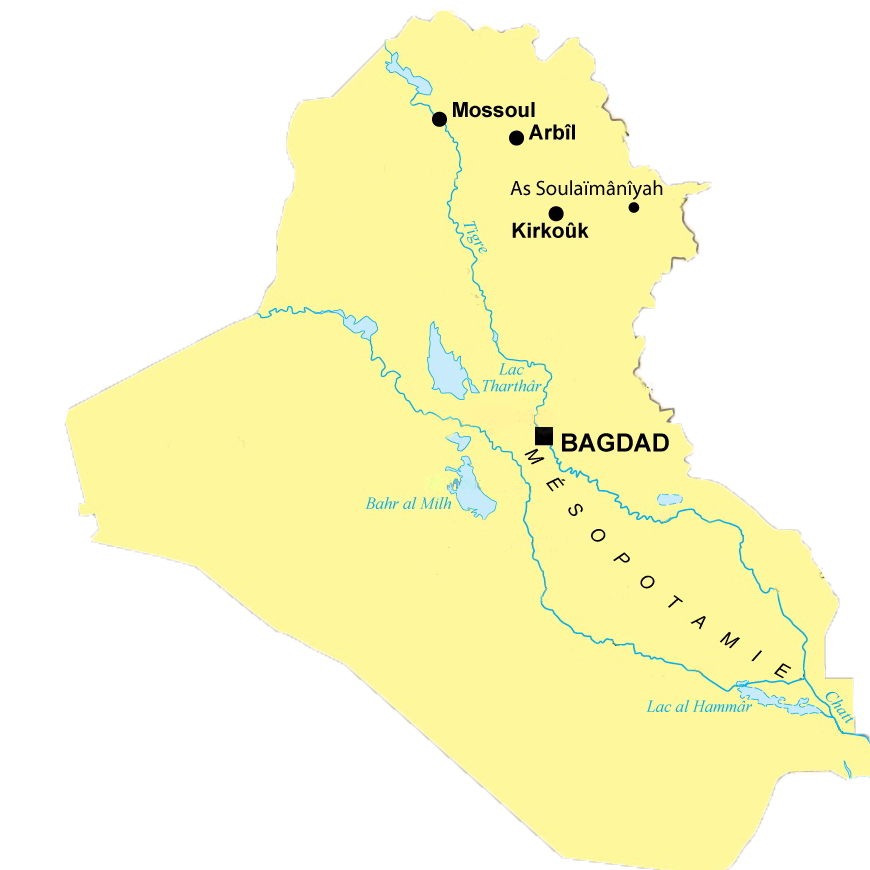 Mossoul
Arbîl
As Soulaïmânîyah
Kirkoûk
Tigre
Lac
Tharthâr
BAGDAD
MÉSOPOTAMIE
Bahr al Milh
Lac al Hammâr
Chatt